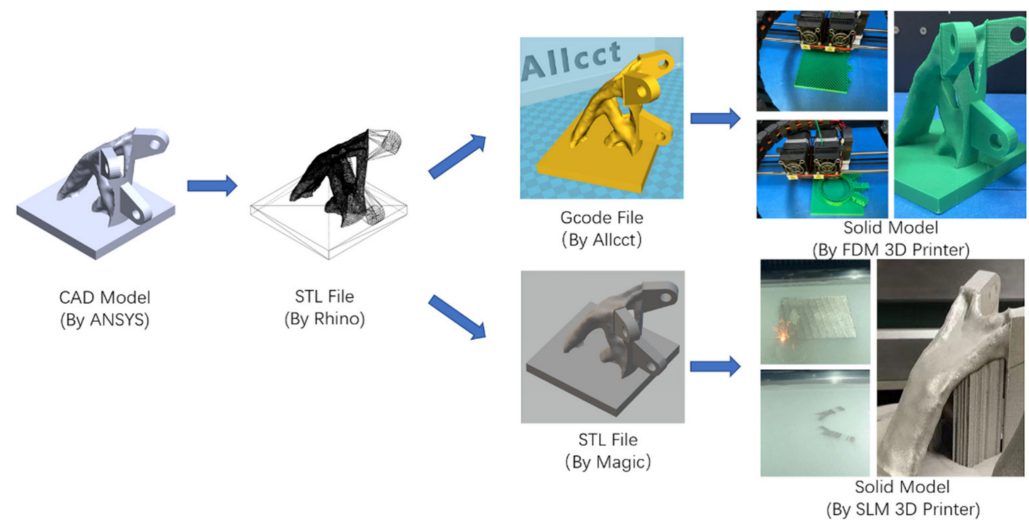 Allcct
CAD Model
(By ANSYS)
STL File
(By Rhino)
Gcode File
(By Allcct)
Solid Model
(By FDM 3D Printer)
STL File
(By Magic)
Solid Model
(By SLM 3D Printer)